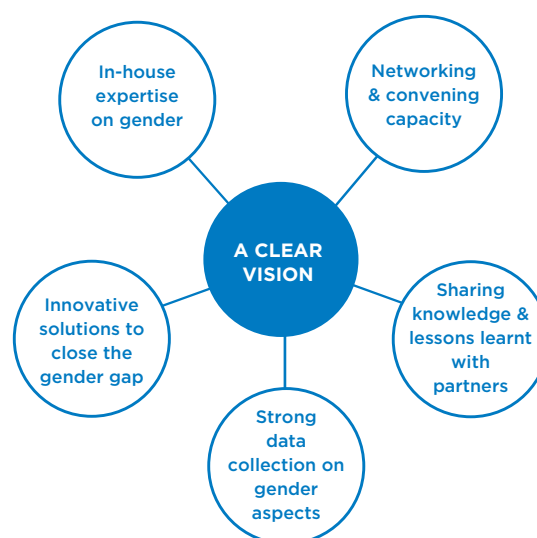 In-house
expertise
on gender
Networking
& convening
capacity
A CLEAR
VISION
Innovative
solutions to
close the
gender gap
Sharing
knowledge &
lessons learnt
with
partners
Strong
data
collection on
gender
aspects